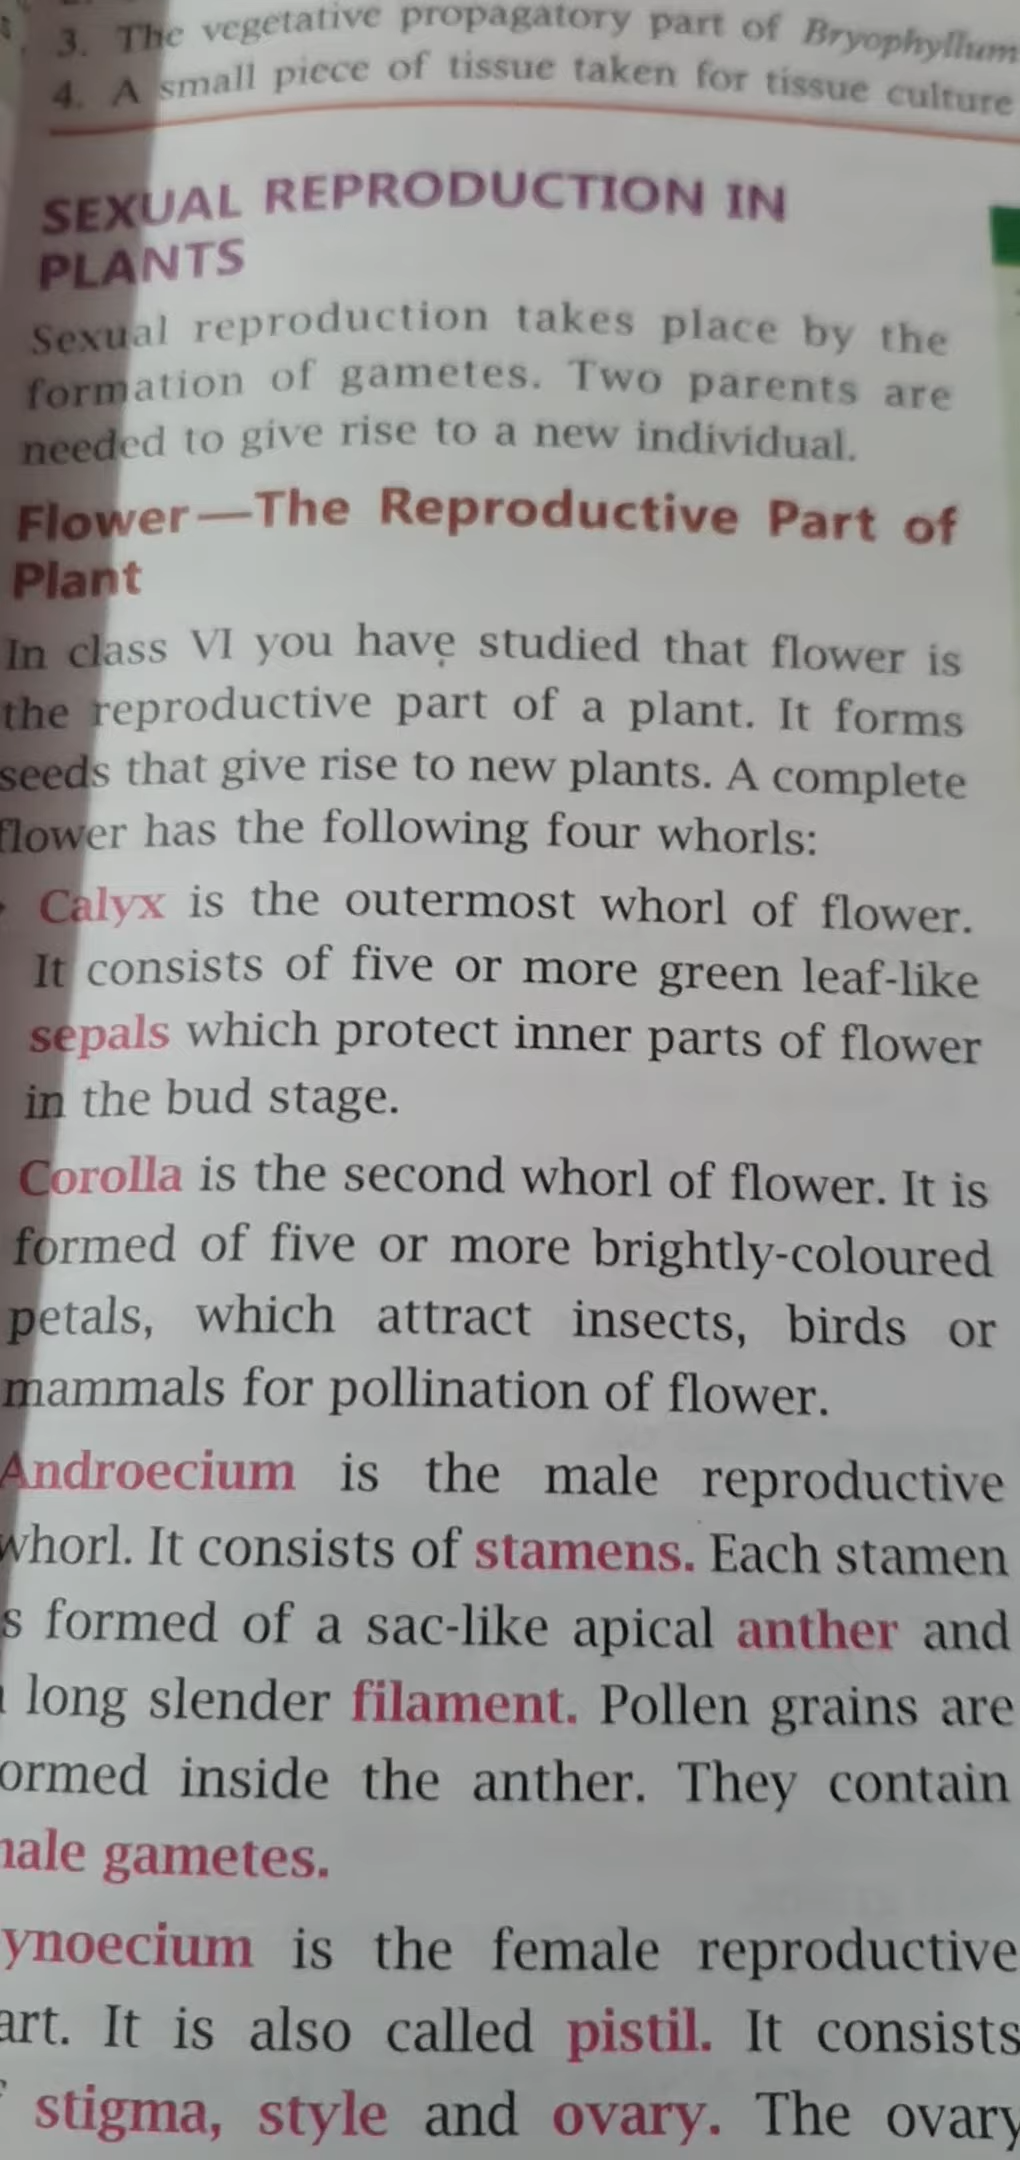 3. The vegetative propagatory part of Bryophyllum
4. A small piece of tissue taken for tissue culture
SEXUAL REPRODUCTION IN
PLANTS
Sexual reproduction takes place by the
formation of gametes. Two parents are
needed to give rise to a new individual.
Flower—The Reproductive Part of
Plant
In class VI you have studied that flower is
the reproductive part of a plant. It forms
seeds that give rise to new plants. A complete
flower has the following four whorls:
Calyx is the outermost whorl of flower.
It consists of five or more green leaf-like
sepals which protect inner parts of flower
in the bud stage.
Corolla is the second whorl of flower. It is
formed of five or more brightly-coloured
petals, which attract insects, birds or
mammals for pollination of flower.
Androecium is the male reproductive
whorl. It consists of stamens. Each stamen
s formed of a sac-like apical anther and
long slender filament. Pollen grains are
ormed inside the anther. They contain
male gametes.
ynoecium is the female reproductive
art. It is also called pistil. It consists
stigma, style and ovary. The ovary